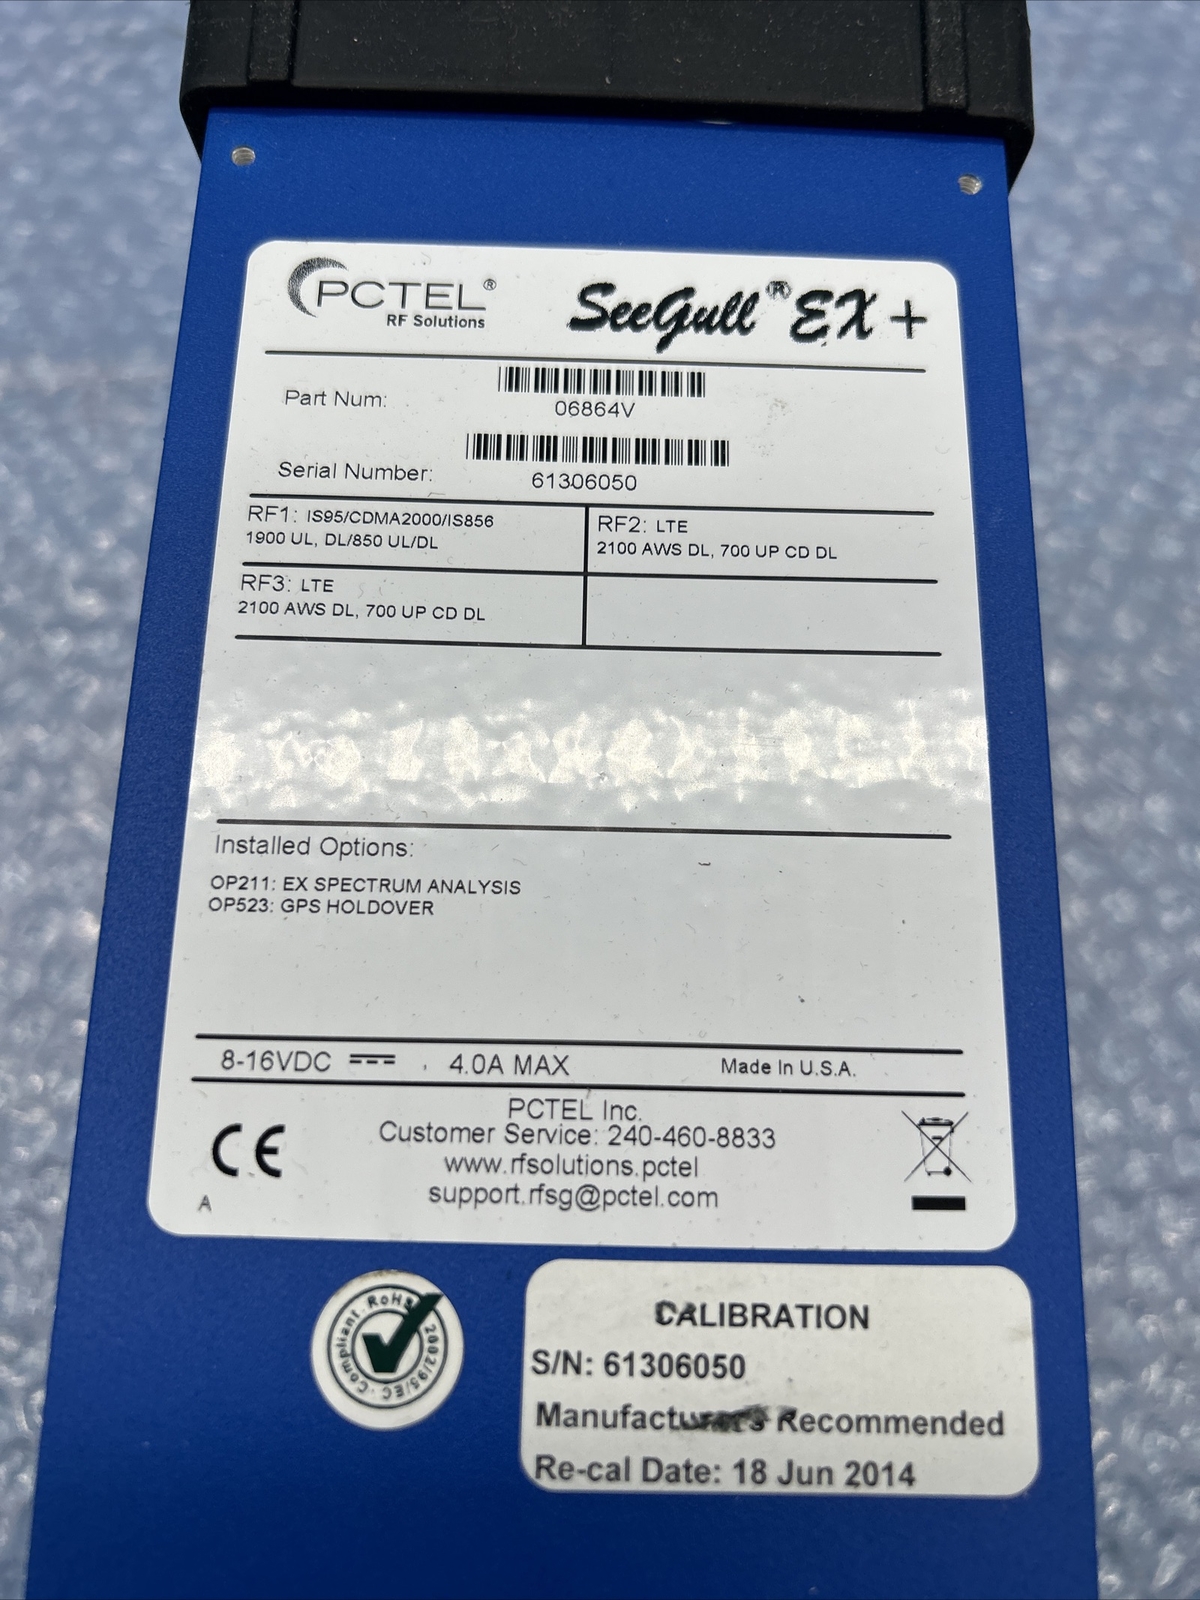 PCTEL®
RF Solutions
SeeGull® EX+
Part Num:
06864V
Serial Number:
61306050
RF1: IS95/CDMA2000/IS856
1900 UL, DL/850 UL/DL
RF2: LTE
2100 AWS DL, 700 UP CD DL
RF3: LTE
2100 AWS DL, 700 UP CD DL
Installed Options:
OP211: EX SPECTRUM ANALYSIS
OP523: GPS HOLDOVER
8-16VDC
4.0A MAX
Made In U.S.A.
PCTEL Inc.
Customer Service: 240-460-8833
www.rfsolutions.pctel
support.rfsg@pctel.com
CE
A
Compliant · RoHS 2002/95/EC ·
CALIBRATION
S/N: 61306050
Manufacturer's Recommended
Re-cal Date: 18 Jun 2014